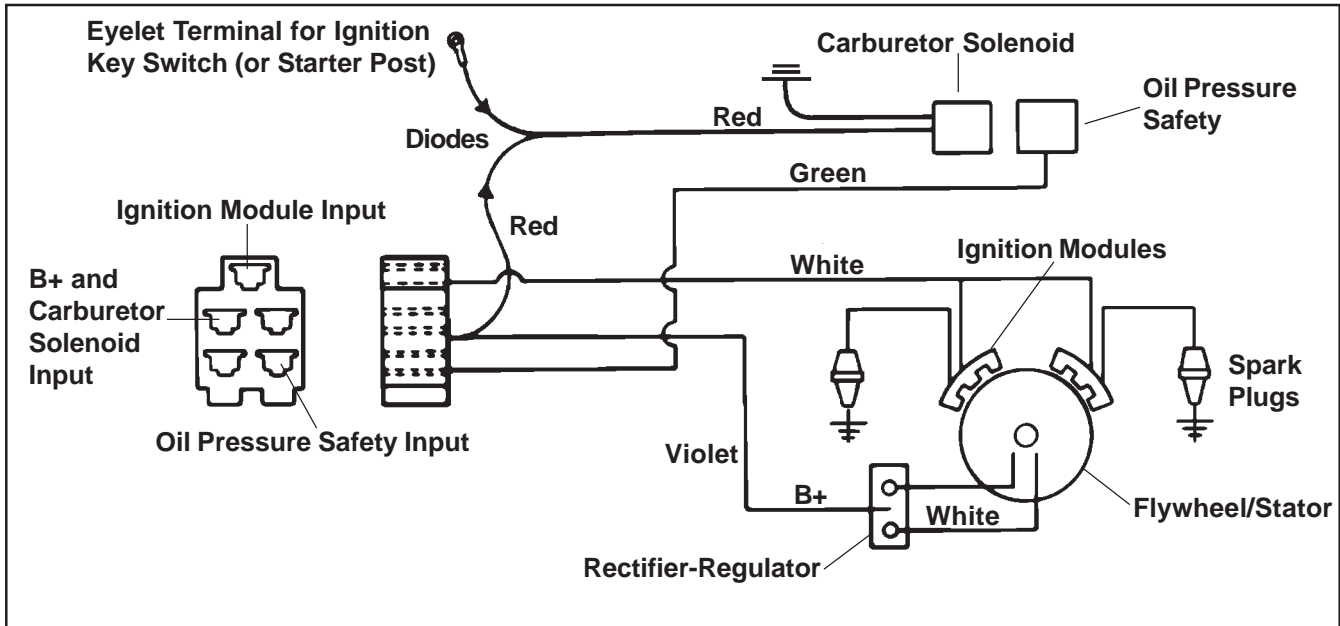 Eyelet Terminal for Ignition
Key Switch (or Starter Post)
Carburetor Solenoid
Oil Pressure
Safety
Red
Diodes
Green
Ignition Module Input
Red
Ignition Modules
White
B+ and
Carburetor
Solenoid
Input
Spark
Plugs
Oil Pressure Safety Input
Violet
B+
White
Flywheel/Stator
Rectifier-Regulator